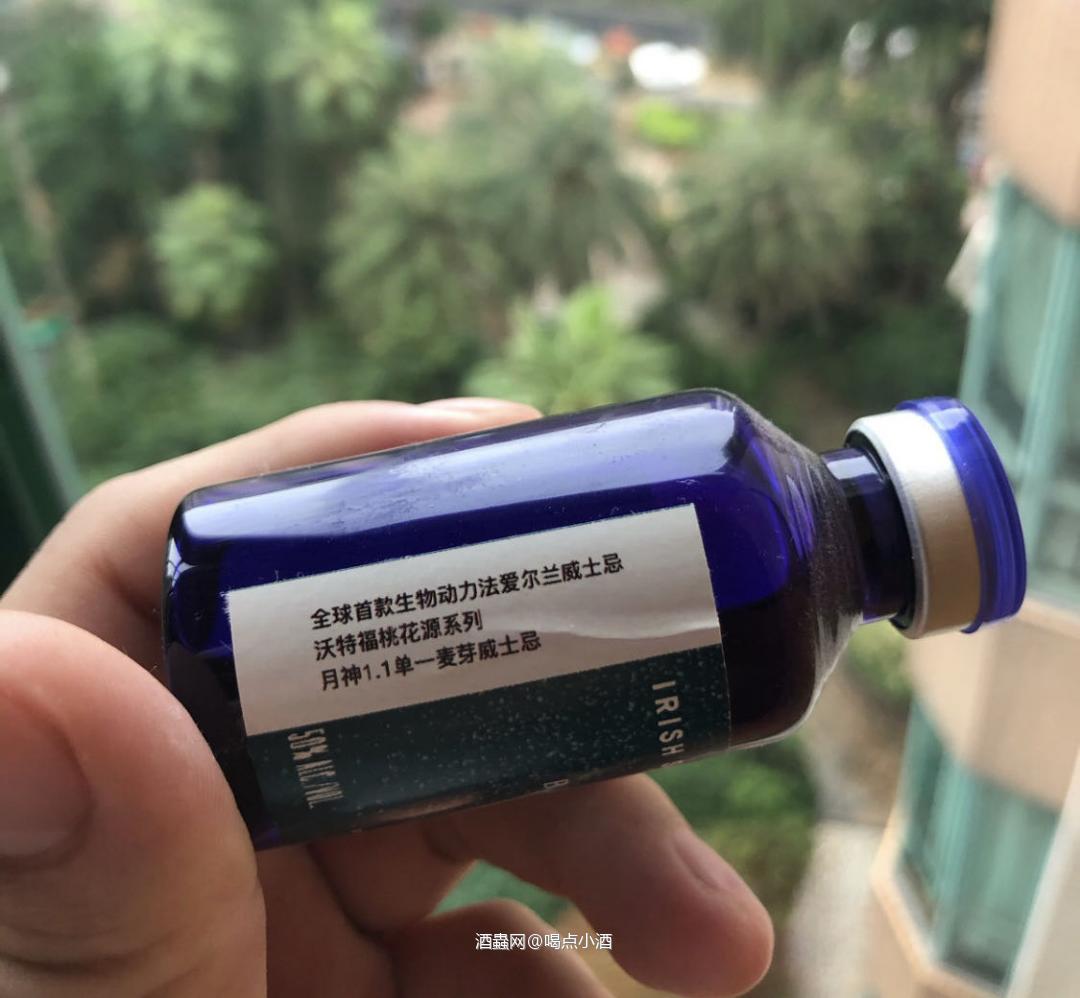 全球首款生物动力法爱尔兰威士忌
沃特福桃花源系列
月神1.1单一麦芽威士忌
50% ALC/VOL
IRISH
酒蟲网@喝点小酒